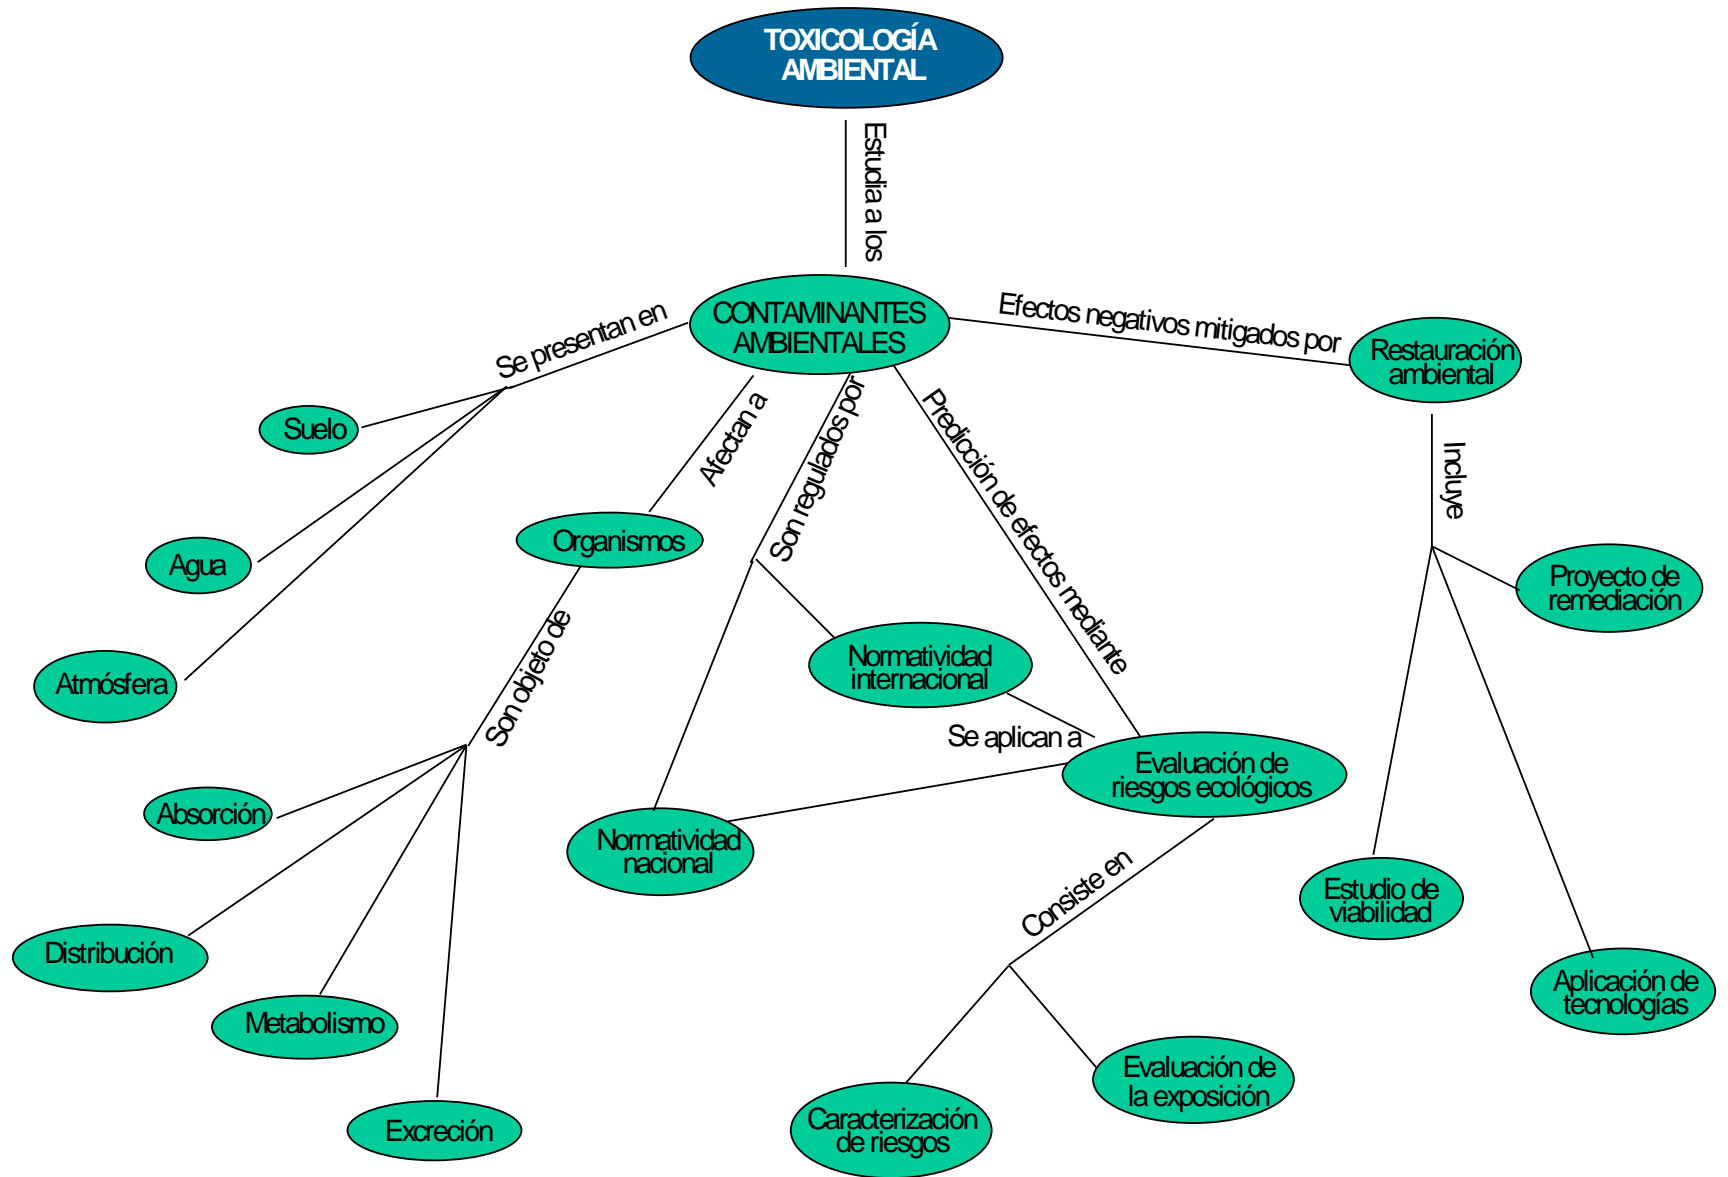 TOXICOLOGÍA
AMBIENTAL
Estudia a los
CONTAMINANTES
AMBIENTALES
Se presentan en
Suelo
Agua
Atmósfera
Afectan a
Organismos
Son objeto de
Absorción
Distribución
Metabolismo
Excreción
Son regulados por
Normatividad
internacional
Normatividad
nacional
Se aplican a
Predicción de efectos mediante
Evaluación de
riesgos ecológicos
Consiste en
Caracterización
de riesgos
Evaluación de
la exposición
Efectos negativos mitigados por
Restauración
ambiental
Incluye
Proyecto de
remediación
Estudio de
viabilidad
Aplicación de
tecnologías